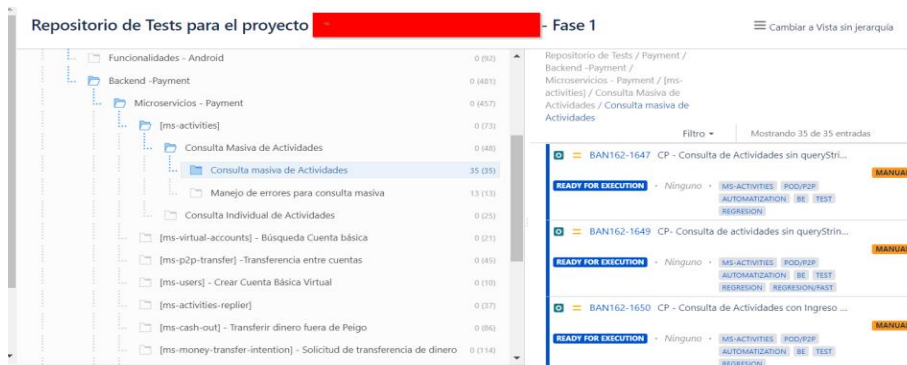 Repositorio de Tests para el proyecto - Fase 1
Cambiar a Vista sin jerarquía
Funcionalidades - Android 0 (92)
Backend -Payment 0 (481)
Microservicios - Payment 0 (457)
[ms-activities] 0 (73)
Consulta Masiva de Actividades 0 (48)
Consulta masiva de Actividades 35 (35)
Manejo de errores para consulta masiva 13 (13)
Consulta Individual de Actividades 0 (25)
[ms-virtual-accounts] - Búsqueda Cuenta básica 0 (21)
[ms-p2p-transfer] -Transferencia entre cuentas 0 (45)
[ms-users] - Crear Cuenta Básica Virtual 0 (10)
[ms-activities-replier] 0 (37)
[ms-cash-out] - Transferir dinero fuera de Peigo 0 (86)
[ms-money-transfer-intention] - Solicitud de transferencia de dinero 0 (114)
Repositorio de Tests / Payment /
Backend -Payment /
Microservicios - Payment / [ms-
activities] / Consulta Masiva de
Actividades / Consulta masiva de
Actividades
Filtro Mostrando 35 de 35 entradas
BAN162-1647 CP - Consulta de Actividades sin queryStri...
MANUAL
READY FOR EXECUTION • Ninguno • MS-ACTIVITIES POD/P2P
AUTOMATIZATION BE TEST
REGRESION
BAN162-1649 CP- Consulta de actividades sin queryStrin...
MANUAL
READY FOR EXECUTION • Ninguno • MS-ACTIVITIES POD/P2P
AUTOMATIZATION BE TEST
REGRESION REGRESION/FAST
BAN162-1650 CP - Consulta de Actividades con Ingreso ...
MANUAL
READY FOR EXECUTION • Ninguno • MS-ACTIVITIES POD/P2P
AUTOMATIZATION BE TEST
REGRESION